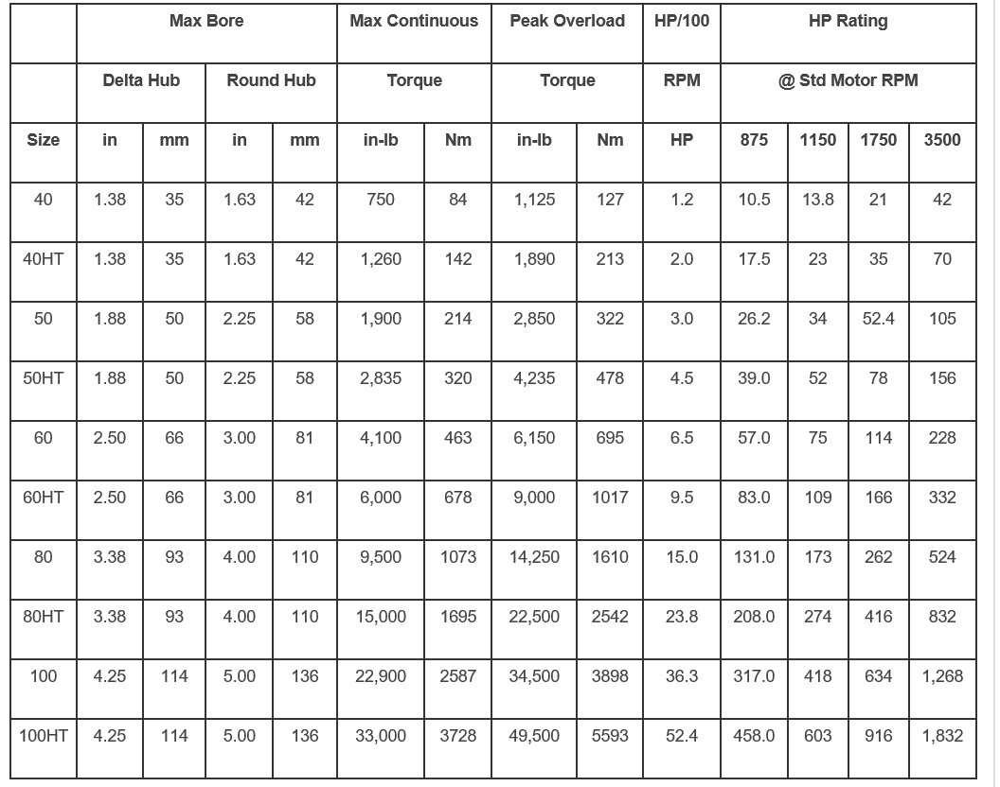 Max Bore Max Continuous Peak Overload HP/100 HP Rating
Delta Hub Round Hub Torque Torque RPM @ Std Motor RPM
Size in mm in mm in-lb Nm in-lb Nm HP 875 1150 1750 3500
40 1.38 35 1.63 42 750 84 1,125 127 1.2 10.5 13.8 21 42
40HT 1.38 35 1.63 42 1,260 142 1,890 213 2.0 17.5 23 35 70
50 1.88 50 2.25 58 1,900 214 2,850 322 3.0 26.2 34 52.4 105
50HT 1.88 50 2.25 58 2,835 320 4,235 478 4.5 39.0 52 78 156
60 2.50 66 3.00 81 4,100 463 6,150 695 6.5 57.0 75 114 228
60HT 2.50 66 3.00 81 6,000 678 9,000 1017 9.5 83.0 109 166 332
80 3.38 93 4.00 110 9,500 1073 14,250 1610 15.0 131.0 173 262 524
80HT 3.38 93 4.00 110 15,000 1695 22,500 2542 23.8 208.0 274 416 832
100 4.25 114 5.00 136 22,900 2587 34,500 3898 36.3 317.0 418 634 1,268
100HT 4.25 114 5.00 136 33,000 3728 49,500 5593 52.4 458.0 603 916 1,832